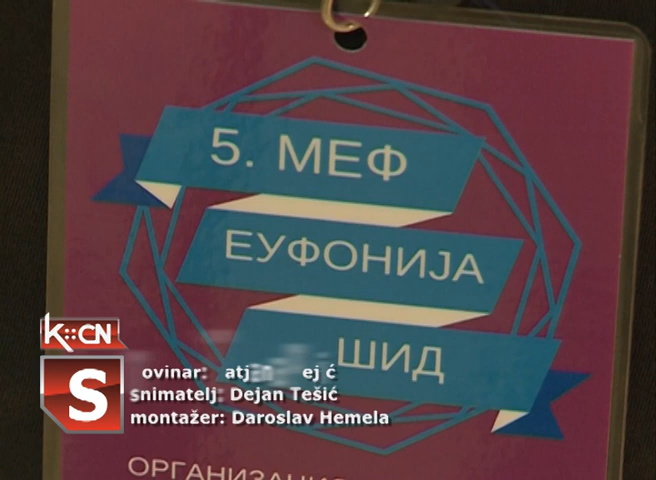 5. МЕФ
ЕУФОНИЈА
ШИД
K::CN
S
snimatelj: Dejan Tešić
montažer: Daroslav Hemela